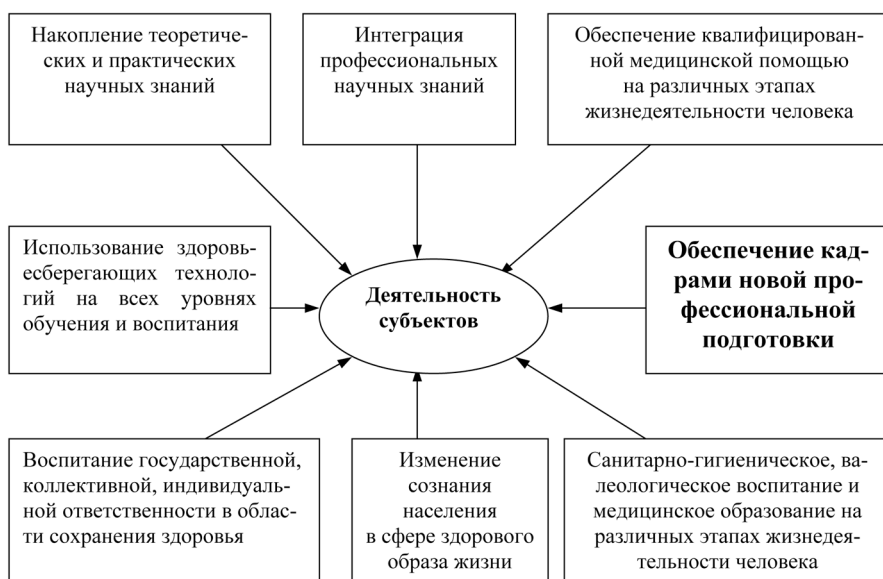 Накопление теоретиче-
ских и практических
научных знаний
Интеграция
профессиональных
научных знаний
Обеспечение квалифицирован-
ной медицинской помощью
на различных этапах
жизнедеятельности человека
Использование здоровь-
есберегающих техноло-
гий на всех уровнях
обучения и воспитания
Деятельность
субъектов
Обеспечение кад-
рами новой про-
фессиональной
подготовки
Воспитание государственной,
коллективной, индивидуаль-
ной ответственности в облас-
ти сохранения здоровья
Изменение
сознания
населения
в сфере здорового
образа жизни
Санитарно-гигиеническое, ва-
леологическое воспитание и
медицинское образование на
различных этапах жизнедея-
тельности человека